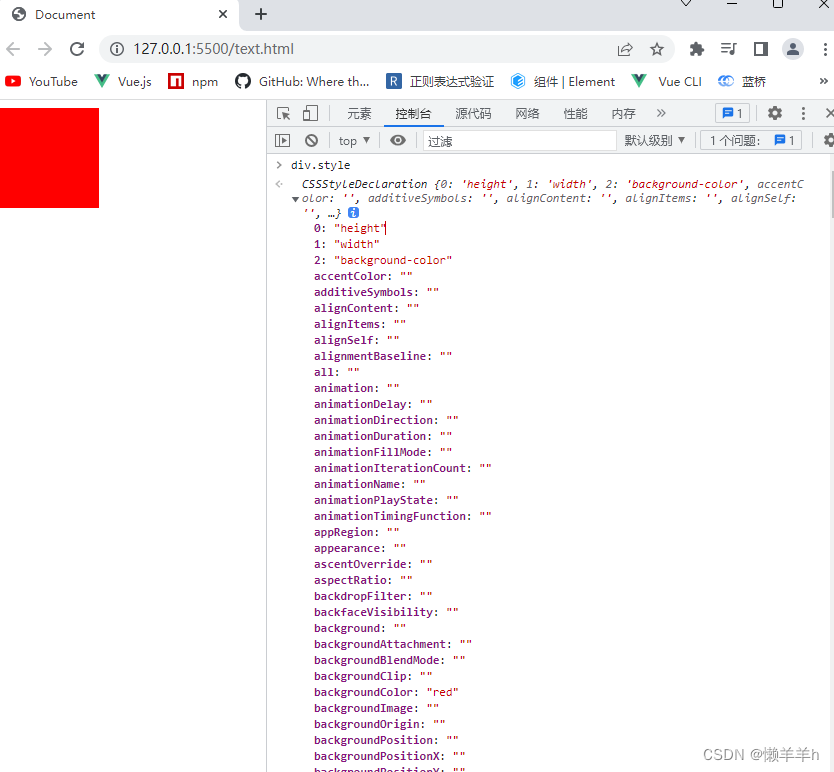 Document
127.0.0.1:5500/text.html
YouTube Vue.js npm GitHub: Where th... R 正则表达式验证 组件 | Element Vue CLI 蓝桥 »
元素 控制台 源代码 网络 性能 内存 » 1
top ▼ 过滤 默认级别 ▼ 1 个问题: 1
> div.style
CSSStyleDeclaration {0: 'height', 1: 'width', 2: 'background-color', accentC
olor: '', additiveSymbols: '', alignContent: '', alignItems: '', alignSelf:
'', …} i
0: "height"
1: "width"
2: "background-color"
accentColor: ""
additiveSymbols: ""
alignContent: ""
alignItems: ""
alignSelf: ""
alignmentBaseline: ""
all: ""
animation: ""
animationDelay: ""
animationDirection: ""
animationDuration: ""
animationFillMode: ""
animationIterationCount: ""
animationName: ""
animationPlayState: ""
animationTimingFunction: ""
appRegion: ""
appearance: ""
ascentOverride: ""
aspectRatio: ""
backdropFilter: ""
backfaceVisibility: ""
background: ""
backgroundAttachment: ""
backgroundBlendMode: ""
backgroundClip: ""
backgroundColor: "red"
backgroundImage: ""
backgroundOrigin: ""
backgroundPosition: ""
backgroundPositionX: ""
backgroundPositionY: ""
CSDN @懒羊羊h